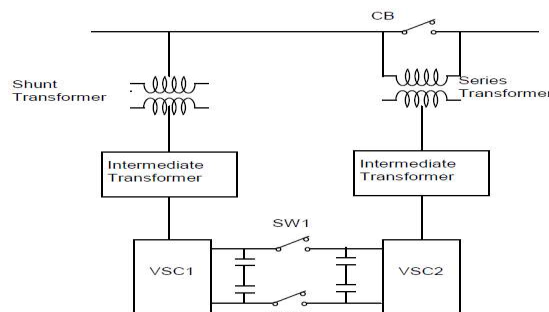 CB
Shunt
Transformer
Series
Transformer
Intermediate
Transformer
Intermediate
Transformer
SW1
VSC1
VSC2